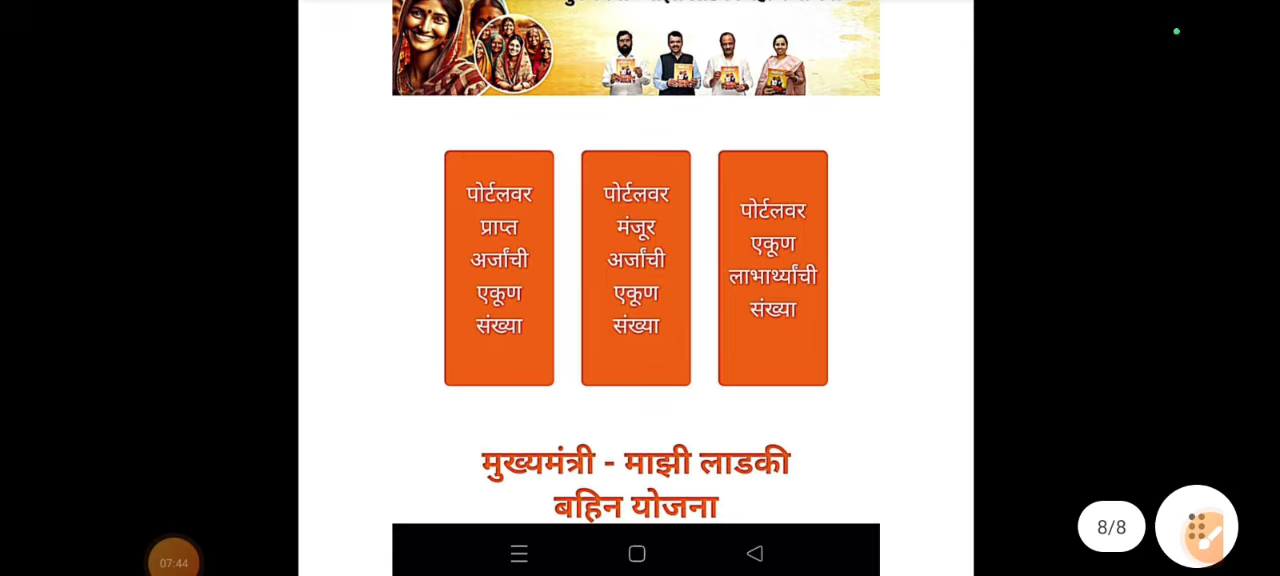 पोर्टलवर
प्राप्त
अर्जांची
एकूण
संख्या
पोर्टलवर
मंजूर
अर्जांची
एकूण
संख्या
पोर्टलवर
एकूण
लाभार्थ्यांची
संख्या
मुख्यमंत्री - माझी लाडकी
बहिन योजना
8/8
07:44